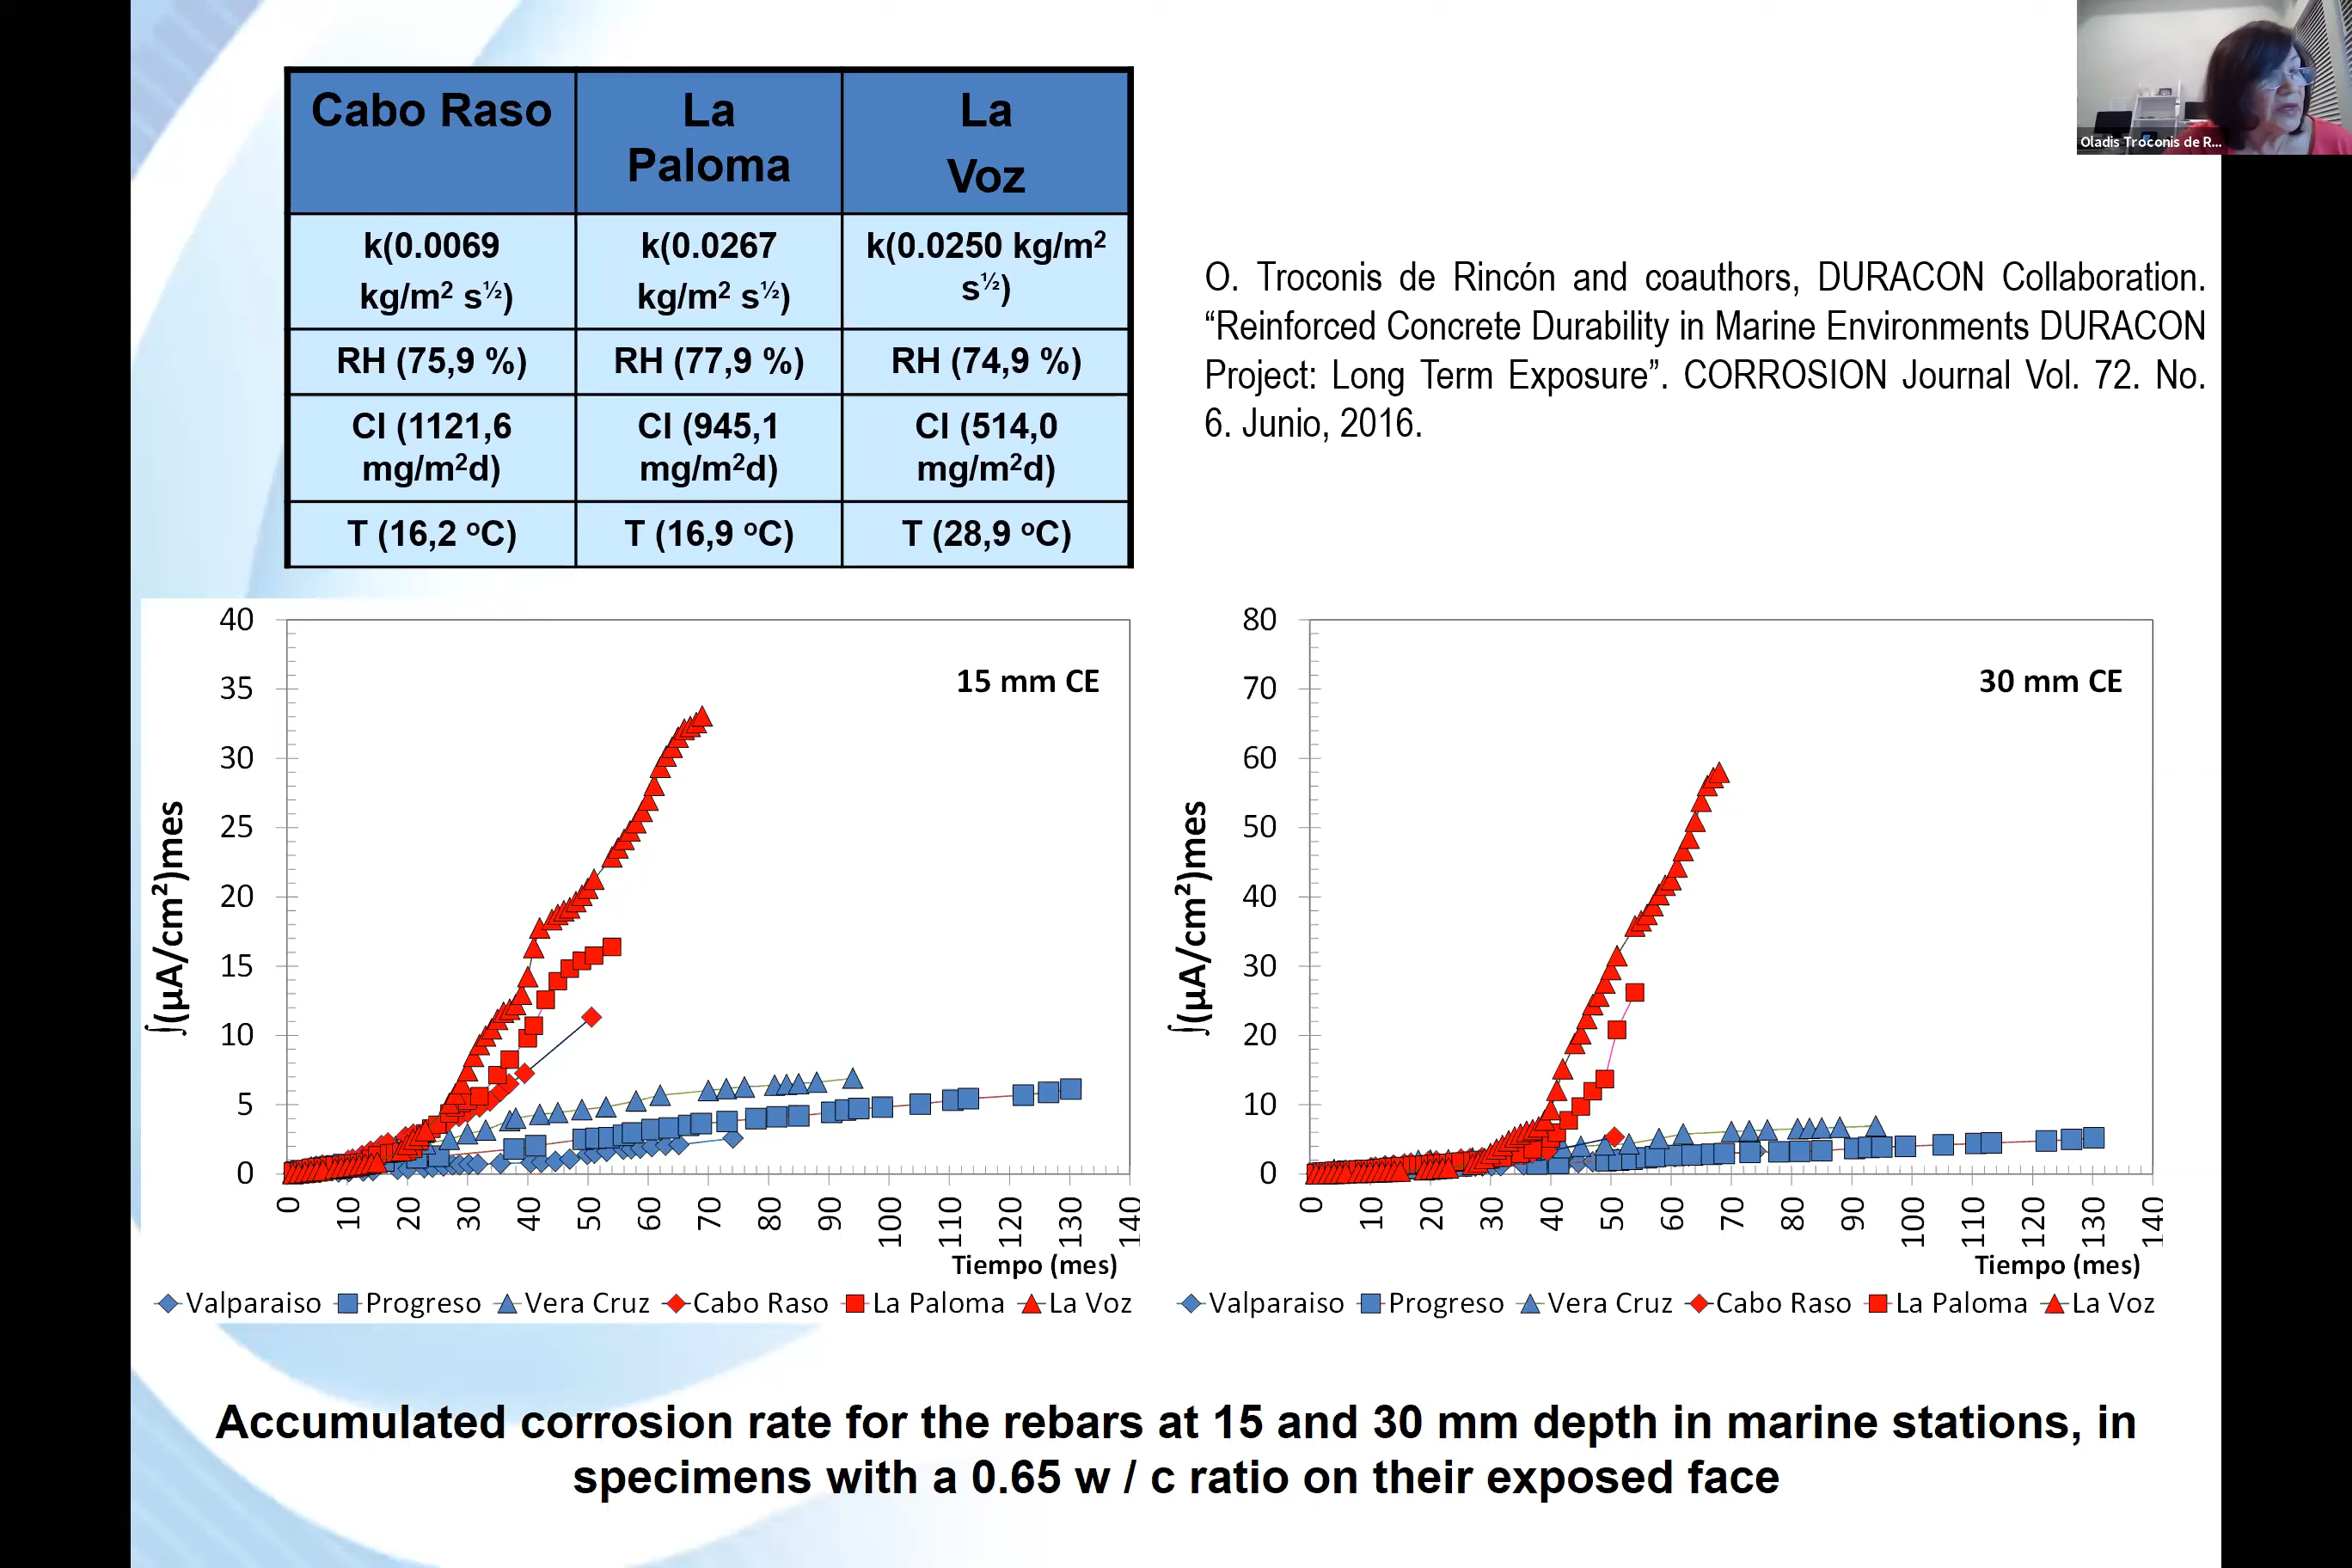 Cabo Raso
La
Paloma
La
Voz
k(0.0069
kg/m² s½)
k(0.0267
kg/m² s½)
k(0.0250 kg/m²
s½)
RH (75,9 %)
RH (77,9 %)
RH (74,9 %)
Cl (1121,6
mg/m²d)
Cl (945,1
mg/m²d)
Cl (514,0
mg/m²d)
T (16,2 ºC)
T (16,9 ºC)
T (28,9 ºC)
Oladis Troconis de R...
O. Troconis de Rincón and coauthors, DURACON Collaboration.
“Reinforced Concrete Durability in Marine Environments DURACON
Project: Long Term Exposure”. CORROSION Journal Vol. 72. No.
6. Junio, 2016.
40
35
30
25
20
15
10
5
0
15 mm CE
∫(µA/cm²)mes
0 10 20 30 40 50 60 70 80 90 100 110 120 130 140
Tiempo (mes)
Valparaiso Progreso Vera Cruz Cabo Raso La Paloma La Voz
80
70
60
50
40
30
20
10
0
30 mm CE
∫(µA/cm²)mes
0 10 20 30 40 50 60 70 80 90 100 110 120 130 140
Tiempo (mes)
Valparaiso Progreso Vera Cruz Cabo Raso La Paloma La Voz
Accumulated corrosion rate for the rebars at 15 and 30 mm depth in marine stations, in
specimens with a 0.65 w / c ratio on their exposed face